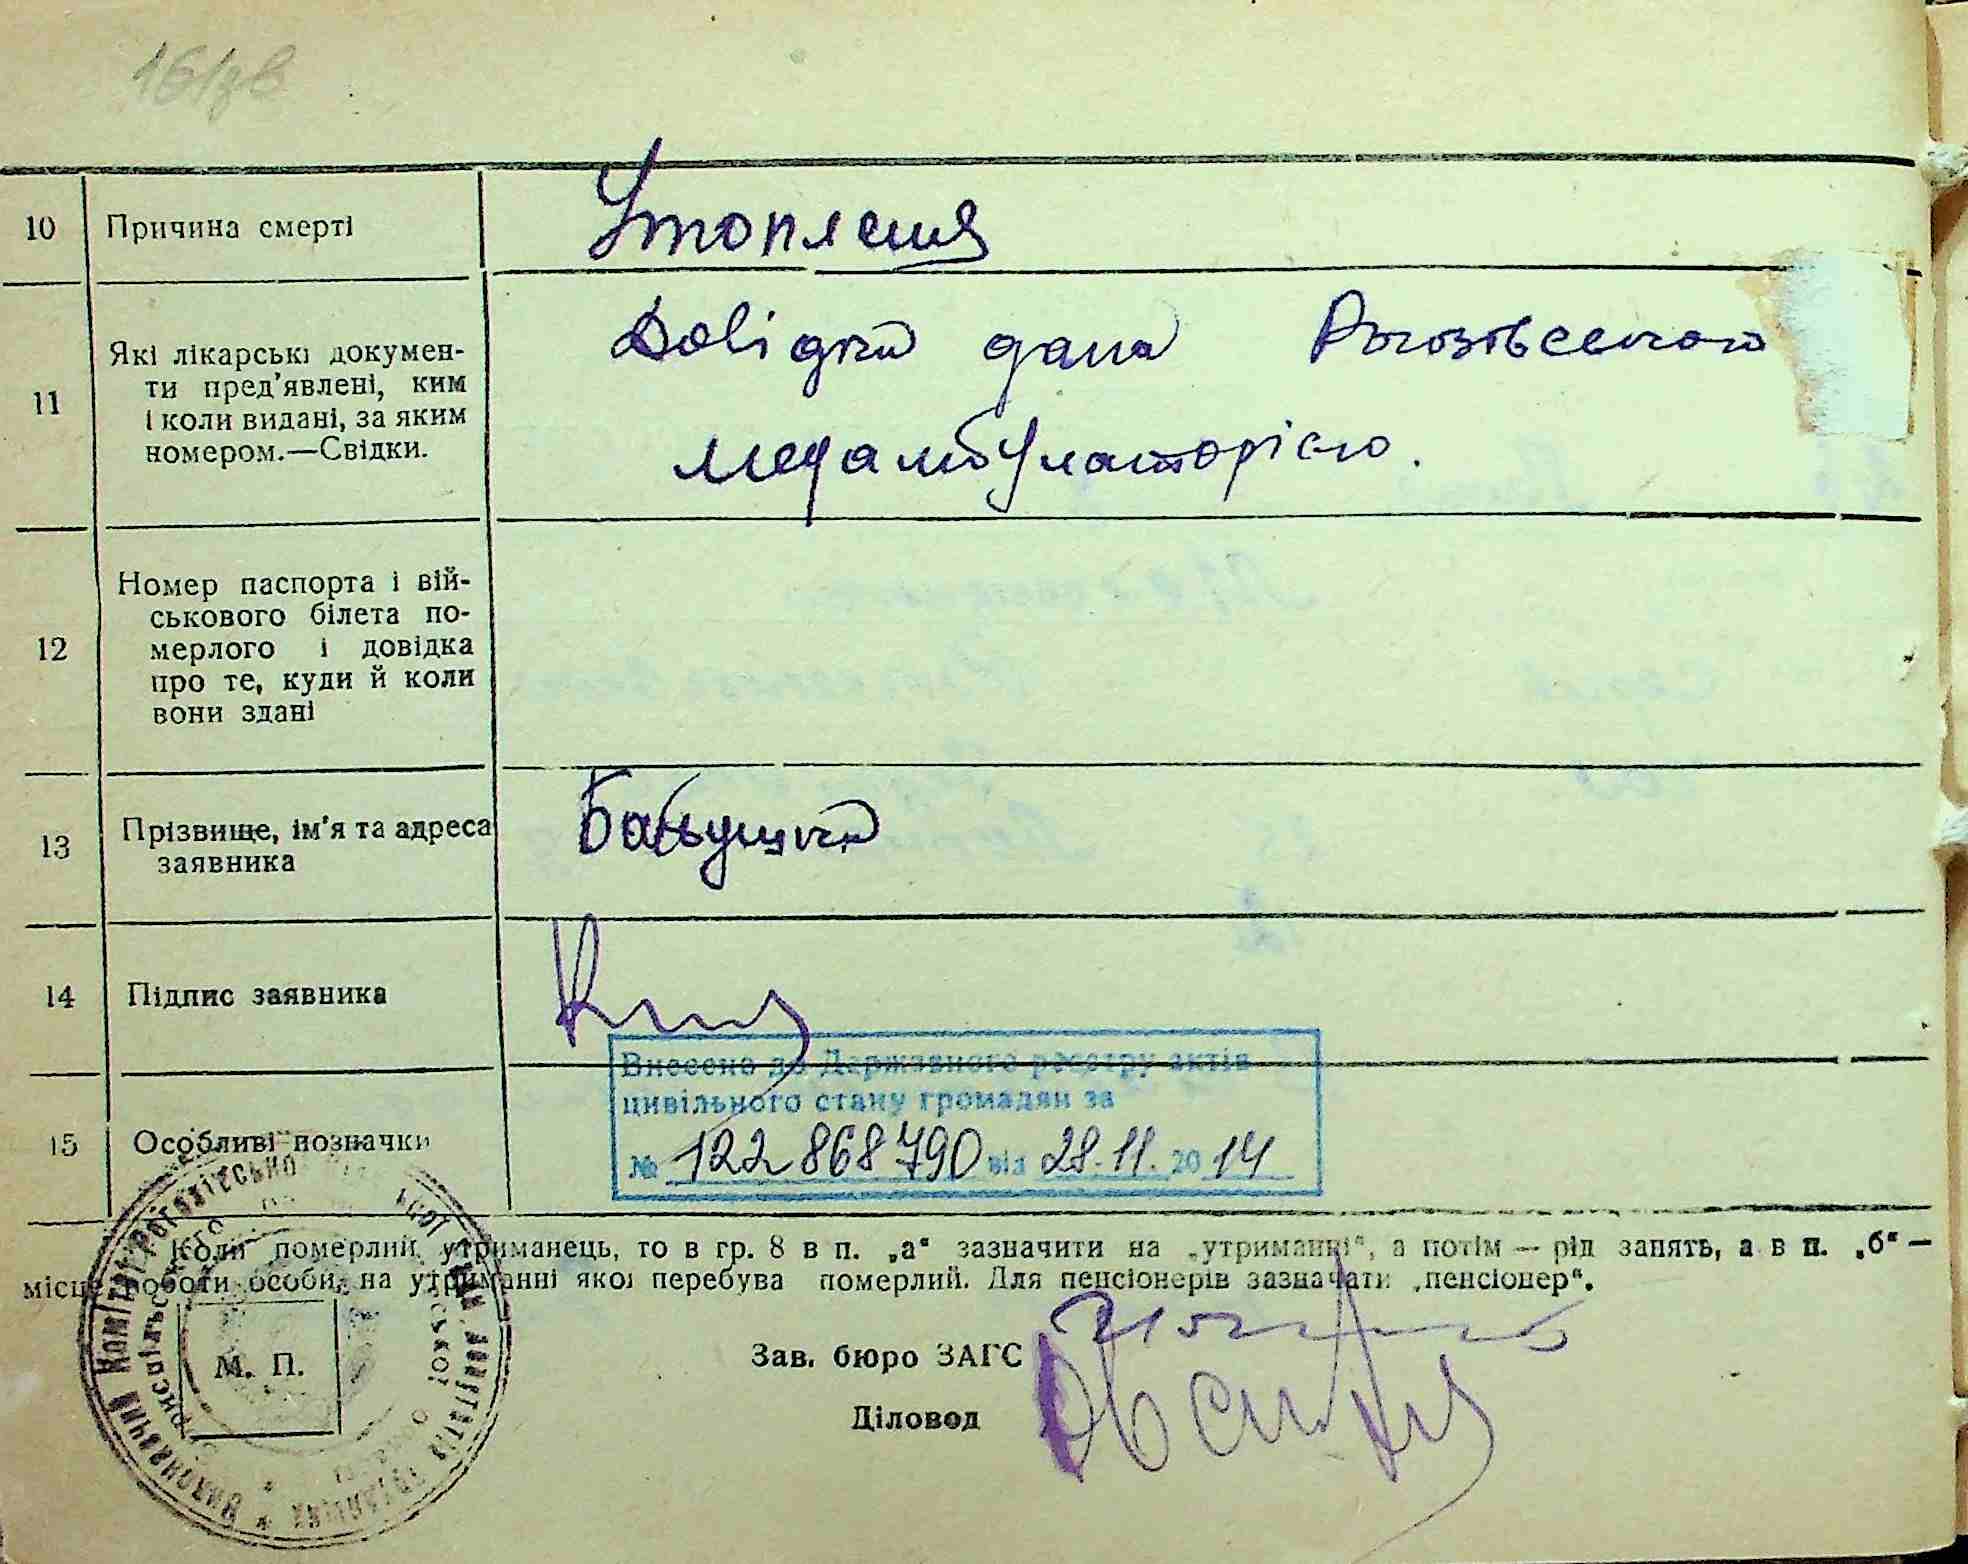 10 Причина смерті Утоплення
11 Які лікарські докумен-
ти пред'явлені, ким
і коли видані, за яким
номером.—Свідки.
Довідка дана Рогозівською
медамбулаторією.
12 Номер паспорта і вій-
ськового білета по-
мерлого і довідка
про те, куди й коли
вони здані
13 Прізвище, ім'я та адреса
заявника
14 Підпис заявника
Внесено до Державного реєстру актів
цивільного стану громадян за
№ 122868790 від 28.11.2014
15 Особливі позначки
Коли померлий утриманець, то в гр. 8 в п. „а“ зазначити на „утриманні“, а потім — рід занять, а в п. „б“ —
місце роботи особи, на утриманні якої перебува померлий. Для пенсіонерів зазначати „пенсіонер“.
М. П.
Зав. бюро ЗАГС
Діловод